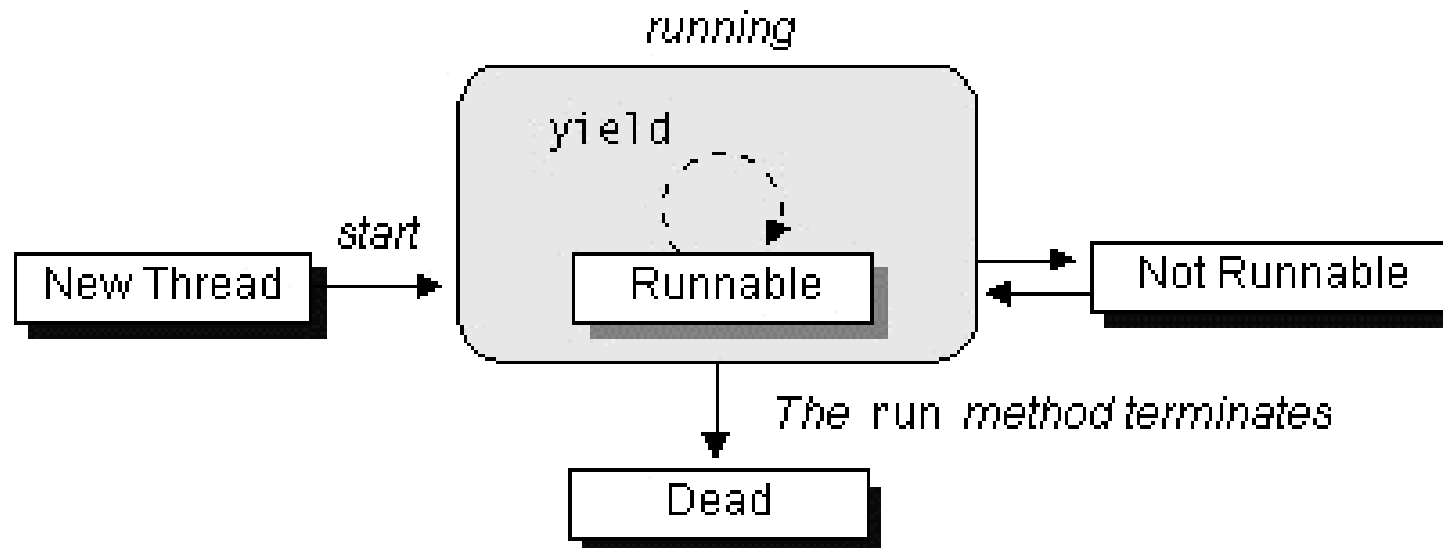 running
yield
start
New Thread
Runnable
Not Runnable
The run method terminates
Dead